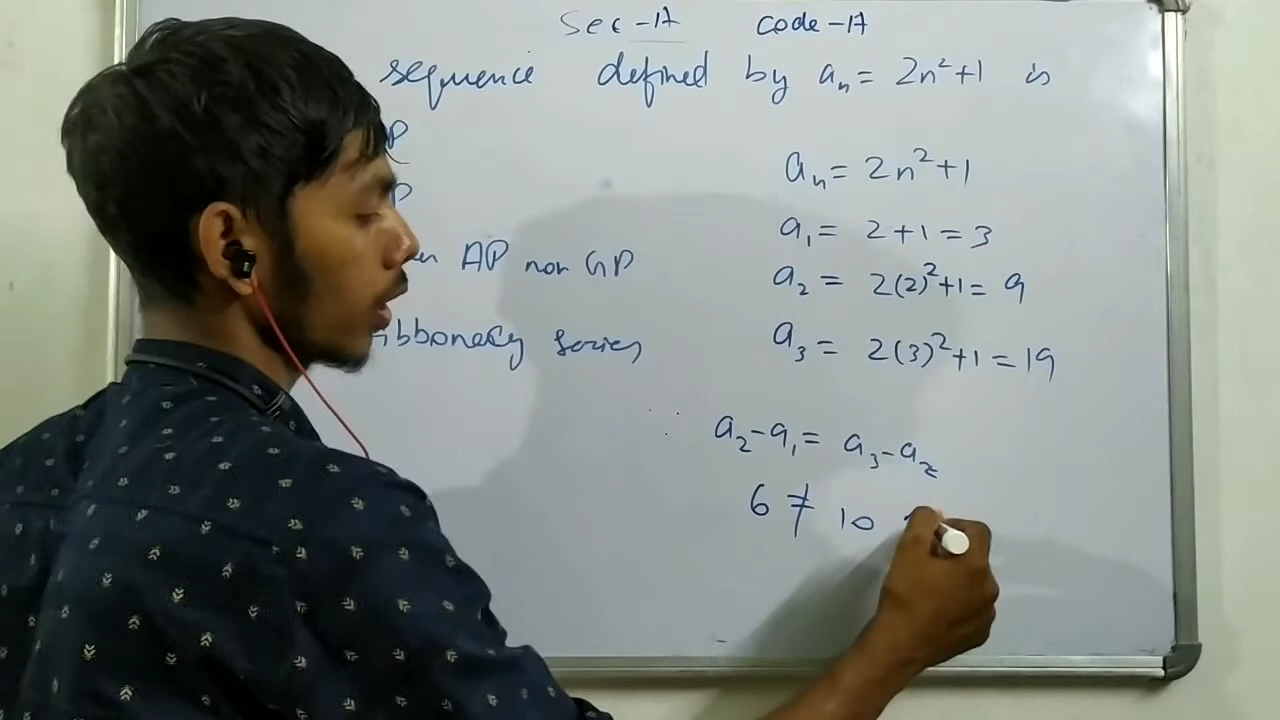 Sec-17 code-17
sequence defined by aₙ = 2n²+1 is
P
P
AP nor GP
ibbonacy series
aₙ = 2n²+1
a₁ = 2+1 = 3
a₂ = 2(2)²+1 = 9
a₃ = 2(3)²+1 = 19
a₂-a₁ = a₃-a₂
6 ≠ 10